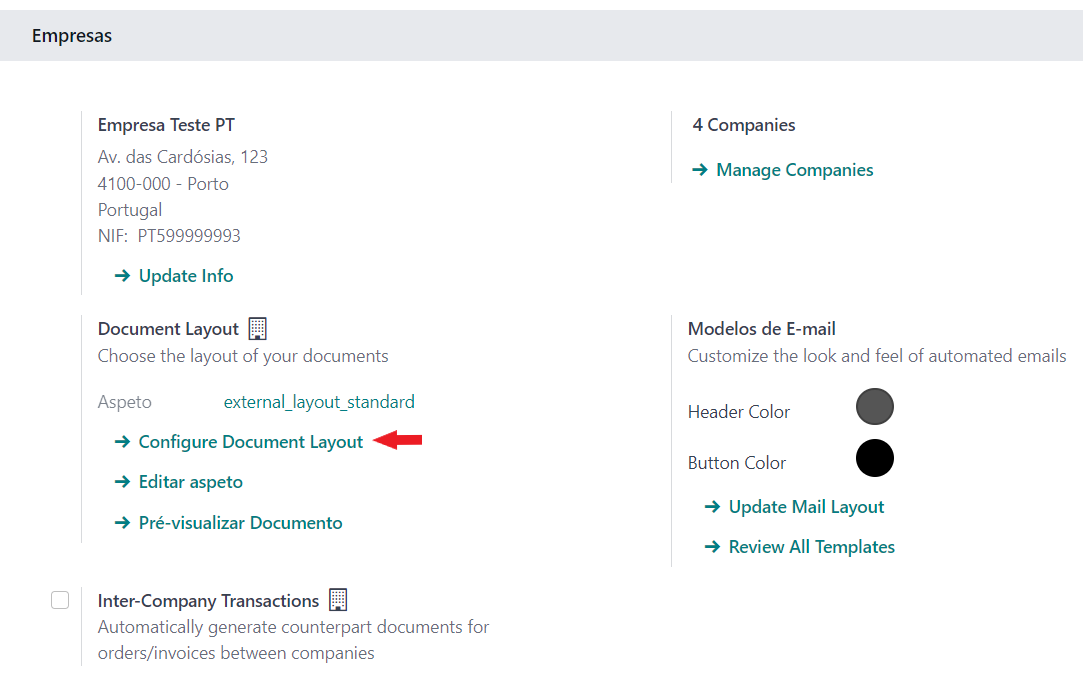 Empresas
Empresa Teste PT
Av. das Cardósias, 123
4100-000 - Porto
Portugal
NIF: PT599999993
Update Info
4 Companies
Manage Companies
Document Layout
Choose the layout of your documents
Aspeto external_layout_standard
Configure Document Layout
Editar aspeto
Pré-visualizar Documento
Modelos de E-mail
Customize the look and feel of automated emails
Header Color
Button Color
Update Mail Layout
Review All Templates
Inter-Company Transactions
Automatically generate counterpart documents for
orders/invoices between companies